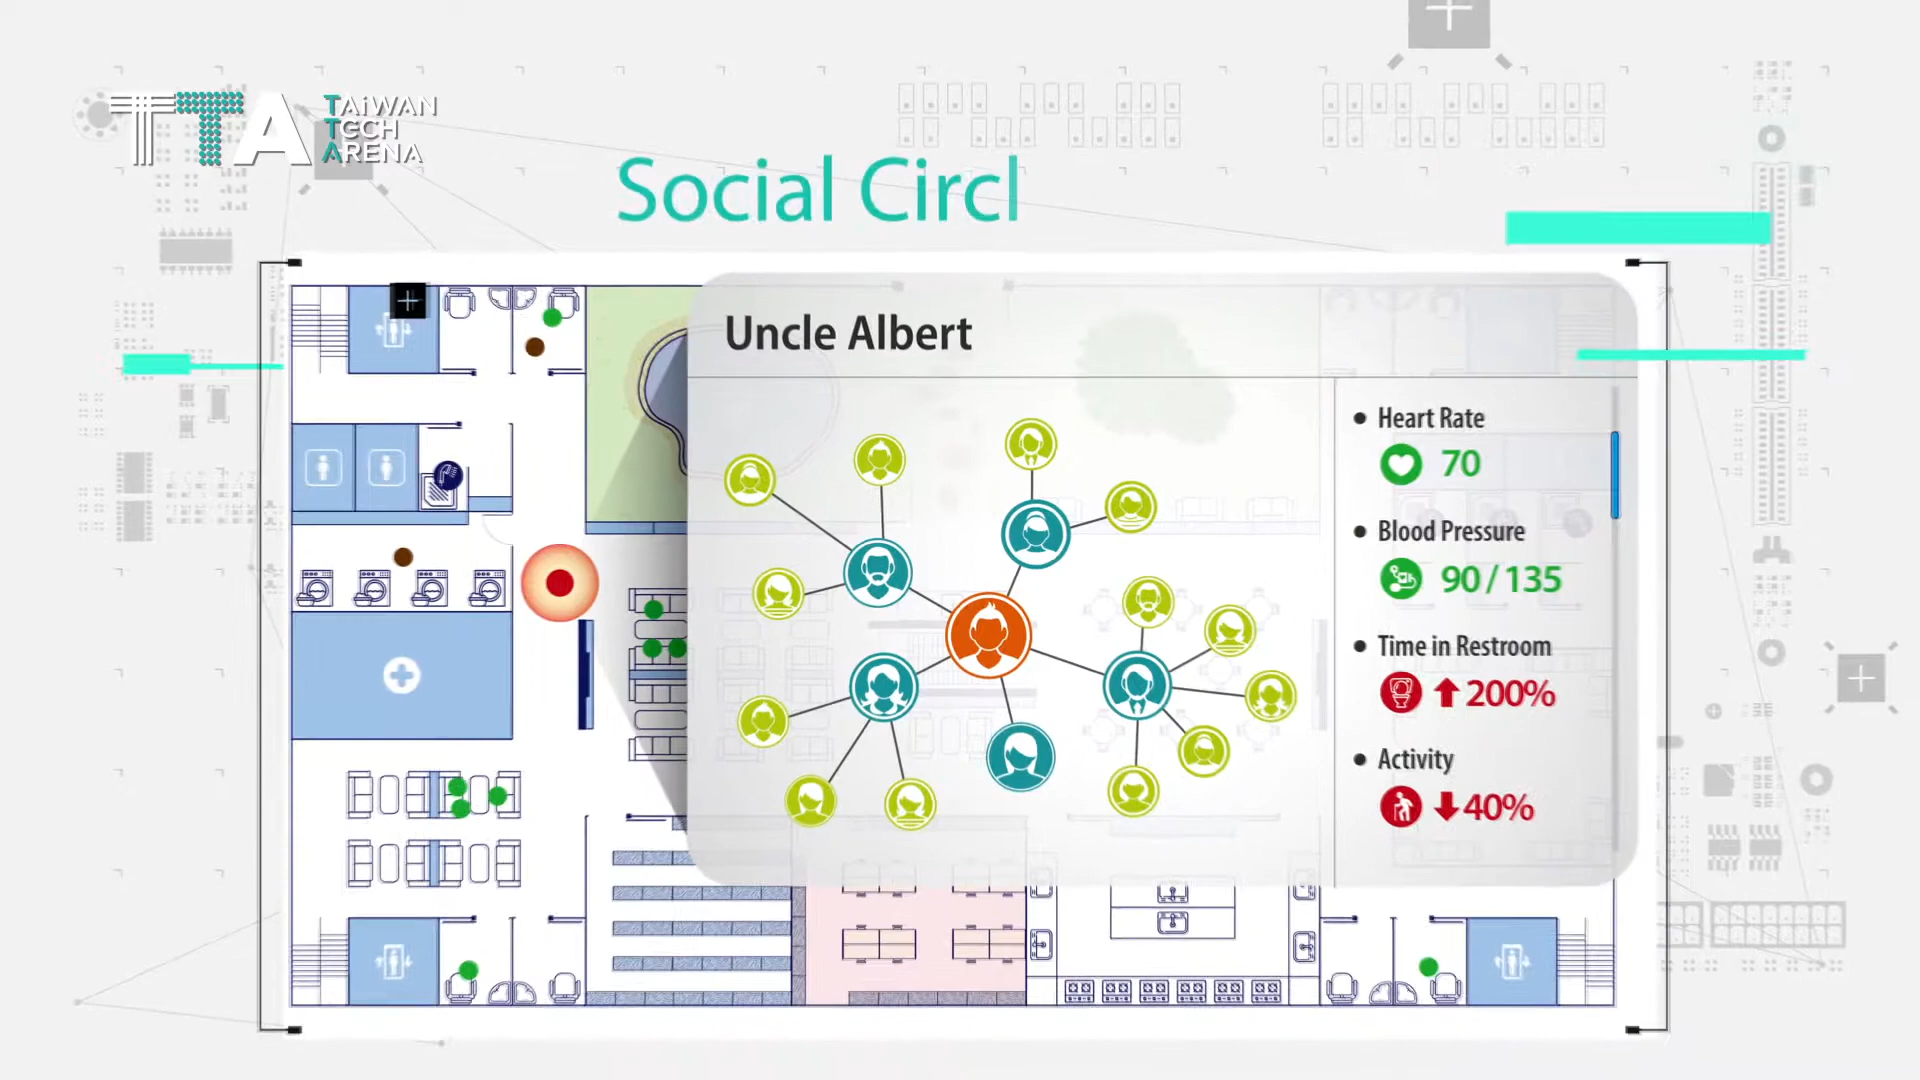 TTA
TAiWAN
TECH
ARENA
Social Circl
Uncle Albert
Heart Rate
70
Blood Pressure
90 / 135
Time in Restroom
200%
Activity
40%